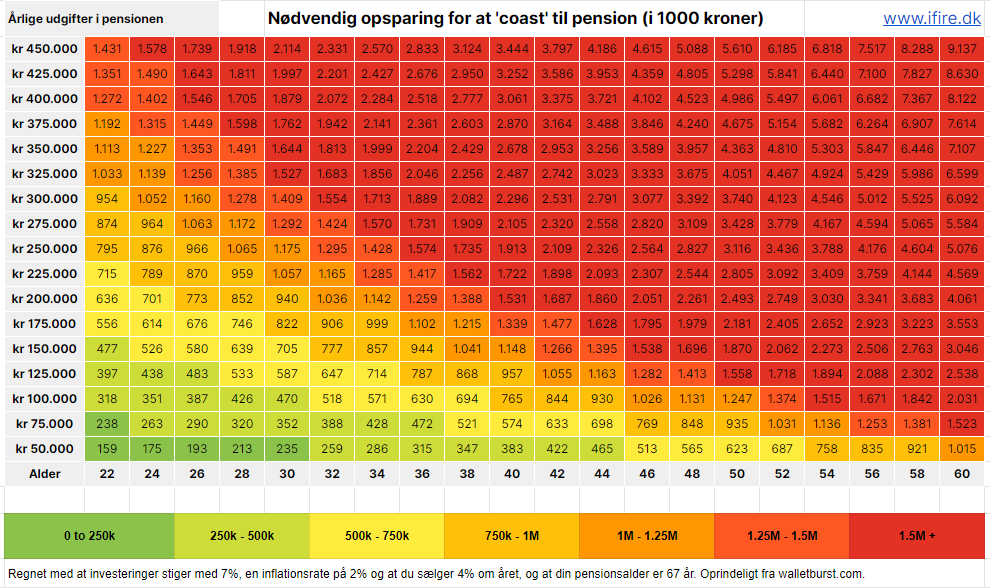 Årlige udgifter i pensionen Nødvendig opsparing for at 'coast' til pension (i 1000 kroner) www.ifire.dk
kr 450.000 1.431 1.578 1.739 1.918 2.114 2.331 2.570 2.833 3.124 3.444 3.797 4.186 4.615 5.088 5.610 6.185 6.818 7.517 8.288 9.137
kr 425.000 1.351 1.490 1.643 1.811 1.997 2.201 2.427 2.676 2.950 3.252 3.586 3.953 4.359 4.805 5.298 5.841 6.440 7.100 7.827 8.630
kr 400.000 1.272 1.402 1.546 1.705 1.879 2.072 2.284 2.518 2.777 3.061 3.375 3.721 4.102 4.523 4.986 5.497 6.061 6.682 7.367 8.122
kr 375.000 1.192 1.315 1.449 1.598 1.762 1.942 2.141 2.361 2.603 2.870 3.164 3.488 3.846 4.240 4.675 5.154 5.682 6.264 6.907 7.614
kr 350.000 1.113 1.227 1.353 1.491 1.644 1.813 1.999 2.204 2.429 2.678 2.953 3.256 3.589 3.957 4.363 4.810 5.303 5.847 6.446 7.107
kr 325.000 1.033 1.139 1.256 1.385 1.527 1.683 1.856 2.046 2.256 2.487 2.742 3.023 3.333 3.675 4.051 4.467 4.924 5.429 5.986 6.599
kr 300.000 954 1.052 1.160 1.278 1.409 1.554 1.713 1.889 2.082 2.296 2.531 2.791 3.077 3.392 3.740 4.123 4.546 5.012 5.525 6.092
kr 275.000 874 964 1.063 1.172 1.292 1.424 1.570 1.731 1.909 2.105 2.320 2.558 2.820 3.109 3.428 3.779 4.167 4.594 5.065 5.584
kr 250.000 795 876 966 1.065 1.175 1.295 1.428 1.574 1.735 1.913 2.109 2.326 2.564 2.827 3.116 3.436 3.788 4.176 4.604 5.076
kr 225.000 715 789 870 959 1.057 1.165 1.285 1.417 1.562 1.722 1.898 2.093 2.307 2.544 2.805 3.092 3.409 3.759 4.144 4.569
kr 200.000 636 701 773 852 940 1.036 1.142 1.259 1.388 1.531 1.687 1.860 2.051 2.261 2.493 2.749 3.030 3.341 3.683 4.061
kr 175.000 556 614 676 746 822 906 999 1.102 1.215 1.339 1.477 1.628 1.795 1.979 2.181 2.405 2.652 2.923 3.223 3.553
kr 150.000 477 526 580 639 705 777 857 944 1.041 1.148 1.266 1.395 1.538 1.696 1.870 2.062 2.273 2.506 2.763 3.046
kr 125.000 397 438 483 533 587 647 714 787 868 957 1.055 1.163 1.282 1.413 1.558 1.718 1.894 2.088 2.302 2.538
kr 100.000 318 351 387 426 470 518 571 630 694 765 844 930 1.026 1.131 1.247 1.374 1.515 1.671 1.842 2.031
kr 75.000 238 263 290 320 352 388 428 472 521 574 633 698 769 848 935 1.031 1.136 1.253 1.381 1.523
kr 50.000 159 175 193 213 235 259 286 315 347 383 422 465 513 565 623 687 758 835 921 1.015
Alder 22 24 26 28 30 32 34 36 38 40 42 44 46 48 50 52 54 56 58 60
0 to 250k 250k - 500k 500k - 750k 750k - 1M 1M - 1.25M 1.25M - 1.5M 1.5M +
Regnet med at investeringer stiger med 7%, en inflationsrate på 2% og at du sælger 4% om året, og at din pensionsalder er 67 år. Oprindeligt fra walletburst.com.